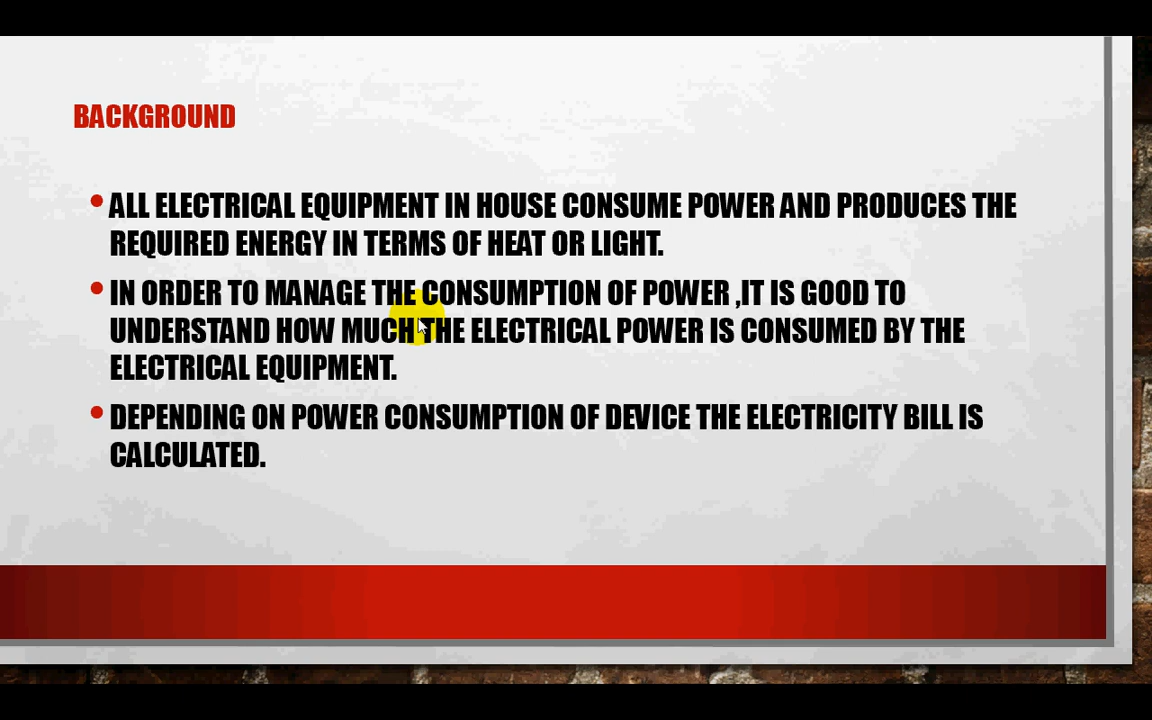 BACKGROUND
•ALL ELECTRICAL EQUIPMENT IN HOUSE CONSUME POWER AND PRODUCES THE
REQUIRED ENERGY IN TERMS OF HEAT OR LIGHT.
•IN ORDER TO MANAGE THE CONSUMPTION OF POWER ,IT IS GOOD TO
UNDERSTAND HOW MUCH THE ELECTRICAL POWER IS CONSUMED BY THE
ELECTRICAL EQUIPMENT.
•DEPENDING ON POWER CONSUMPTION OF DEVICE THE ELECTRICITY BILL IS
CALCULATED.